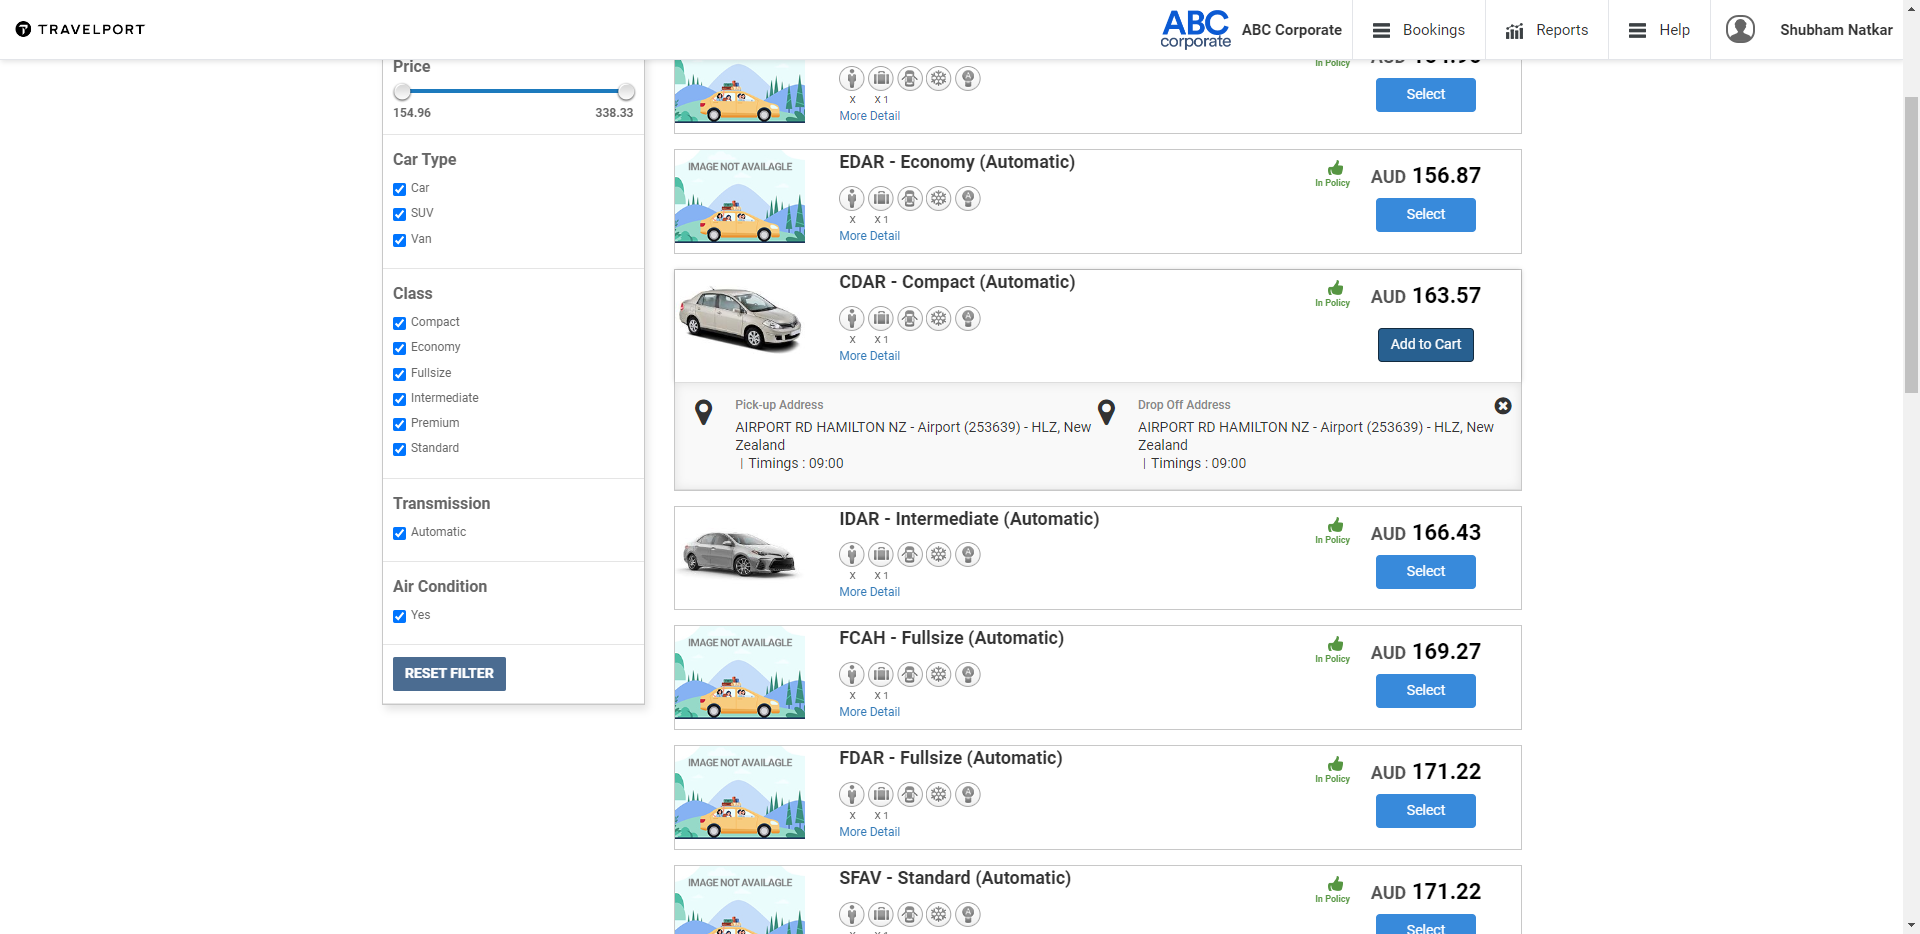 TRAVELPORT
ABC
corporate
ABC Corporate
Bookings
Reports
Help
Shubham Natkar
Price
154.96
338.33
Car Type
Car
SUV
Van
Class
Compact
Economy
Fullsize
Intermediate
Premium
Standard
Transmission
Automatic
Air Condition
Yes
RESET FILTER
X
X 1
More Detail
In Policy
Select
IMAGE NOT AVAILAGLE
EDAR - Economy (Automatic)
X
X 1
More Detail
In Policy
AUD 156.87
Select
CDAR - Compact (Automatic)
X
X 1
More Detail
In Policy
AUD 163.57
Add to Cart
Pick-up Address
AIRPORT RD HAMILTON NZ - Airport (253639) - HLZ, New
Zealand
| Timings : 09:00
Drop Off Address
AIRPORT RD HAMILTON NZ - Airport (253639) - HLZ, New
Zealand
| Timings : 09:00
IDAR - Intermediate (Automatic)
X
X 1
More Detail
In Policy
AUD 166.43
Select
IMAGE NOT AVAILAGLE
FCAH - Fullsize (Automatic)
X
X 1
More Detail
In Policy
AUD 169.27
Select
IMAGE NOT AVAILAGLE
FDAR - Fullsize (Automatic)
X
X 1
More Detail
In Policy
AUD 171.22
Select
IMAGE NOT AVAILAGLE
SFAV - Standard (Automatic)
In Policy
AUD 171.22
Select